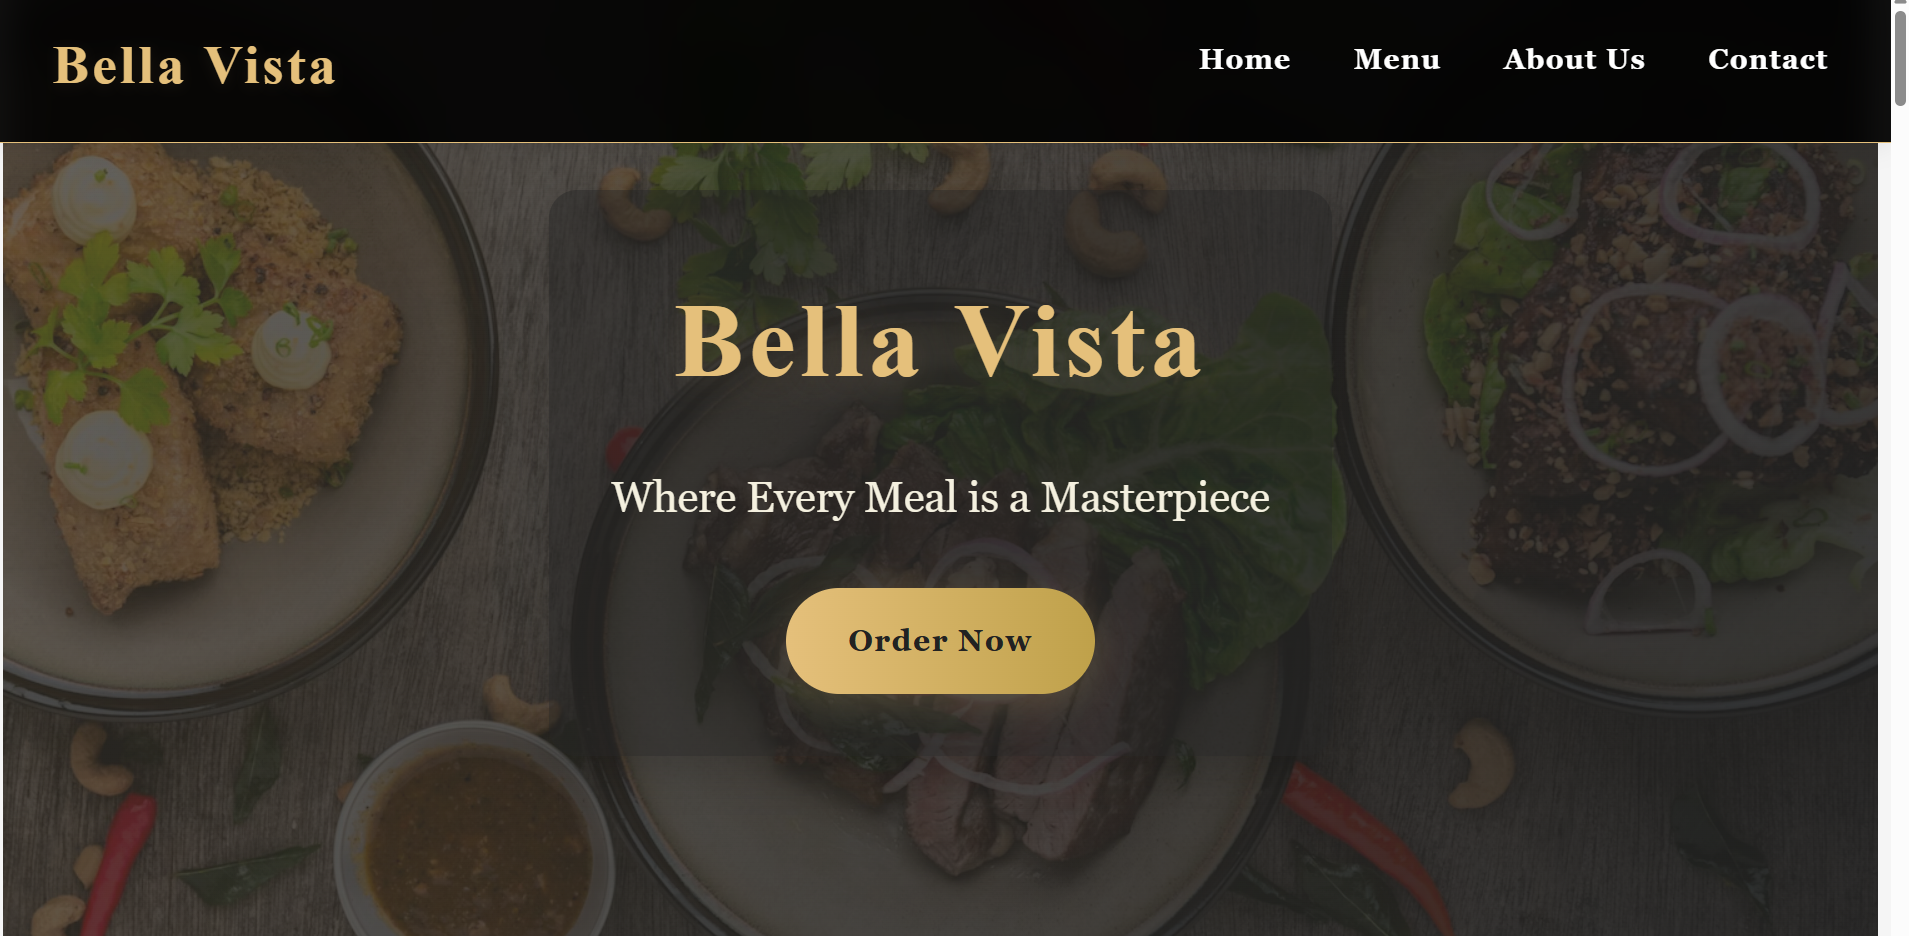 Bella Vista
Home Menu About Us Contact
Bella Vista
Where Every Meal is a Masterpiece
Order Now